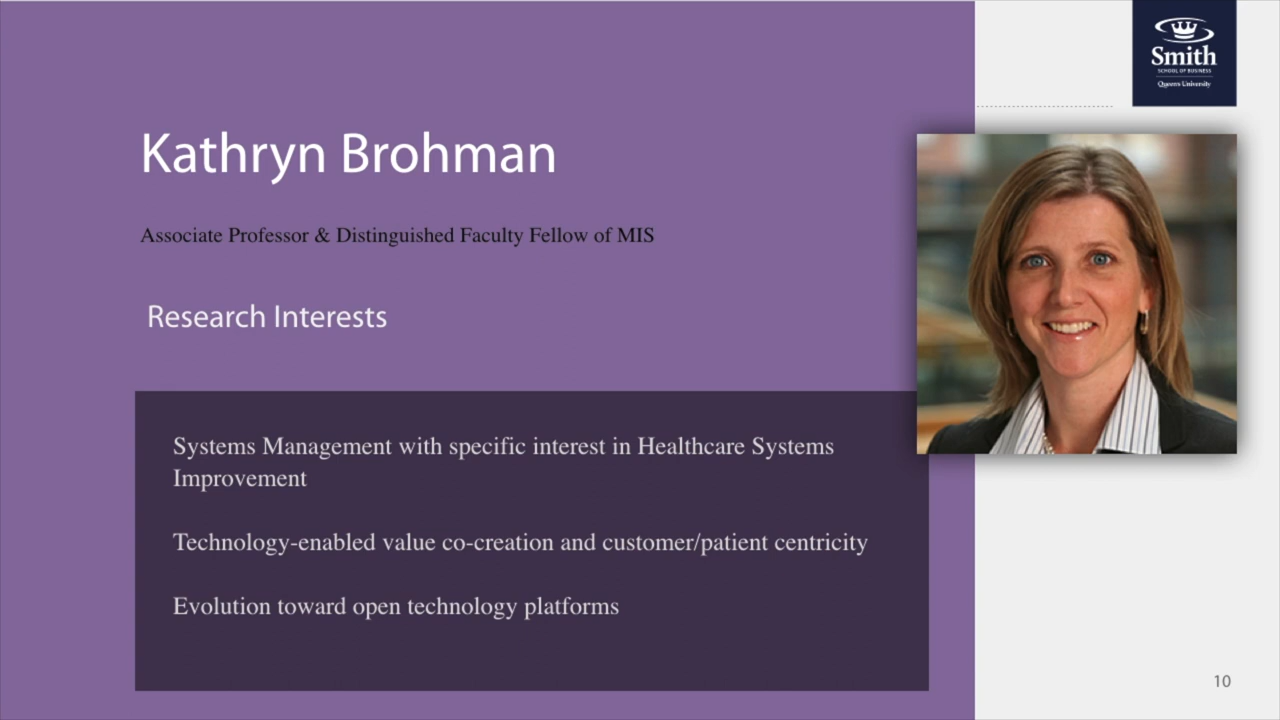 Smith
SCHOOL OF BUSINESS
Queen's University
Kathryn Brohman
Associate Professor & Distinguished Faculty Fellow of MIS
Research Interests
Systems Management with specific interest in Healthcare Systems
Improvement
Technology-enabled value co-creation and customer/patient centricity
Evolution toward open technology platforms
10